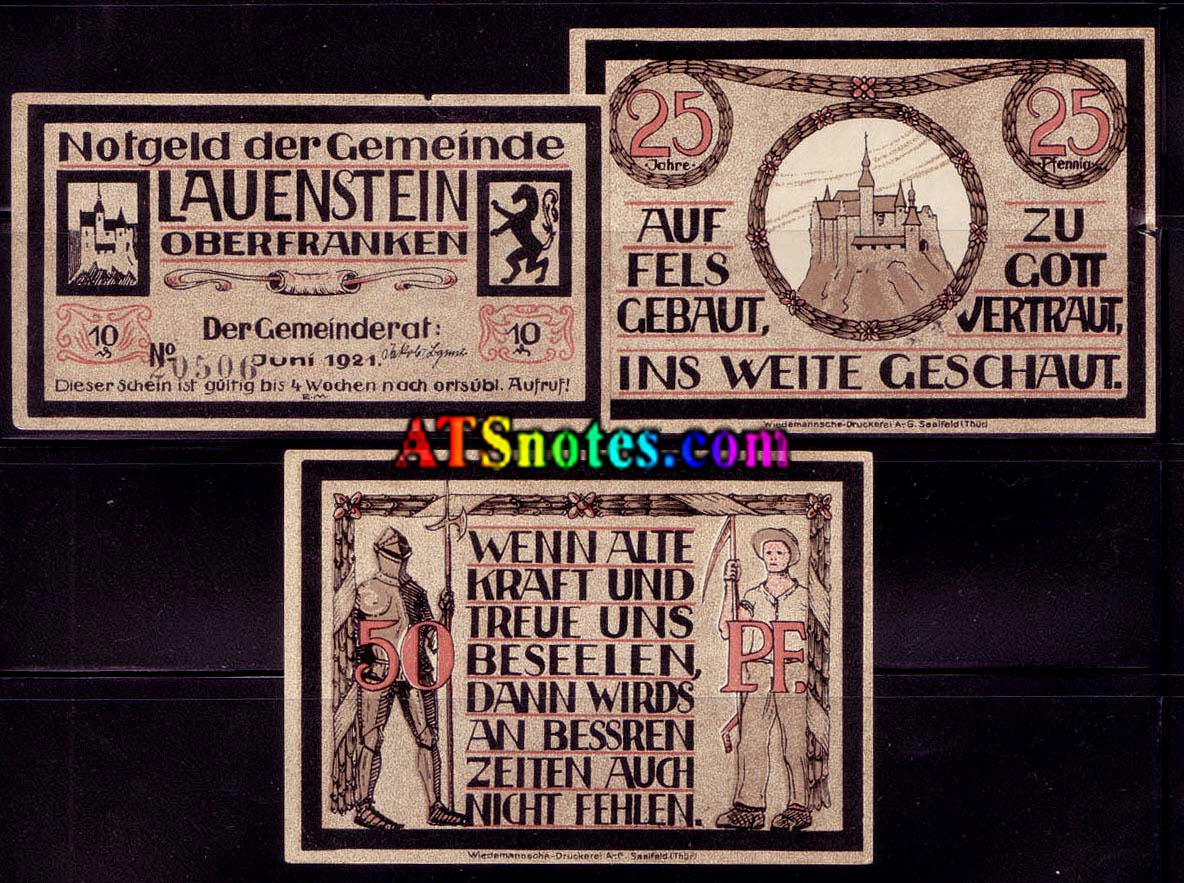 Notgeld der Gemeinde
LAUENSTEIN
OBERFRANKEN
10 Der Gemeinderat: 10
No 20506 Juni 1921.
Dieser Schein ist gültig bis 4 Wochen nach ortsübl. Aufruf!
E.M
25 25
Jahre Pfennig
AUF ZU
FELS GOTT
GEBAUT, VERTRAUT,
INS WEITE GESCHAUT.
Wiedemannsche-Druckerei A.-G. Saalfeld (Thür)
ATSnotes.com
WENN ALTE
KRAFT UND
TREUE UNS
50 PF.
BESEELEN,
DANN WIRDS
AN BESSREN
ZEITEN AUCH
NICHT FEHLEN.
Wiedemannsche-Druckerei A.-G. Saalfeld (Thür)